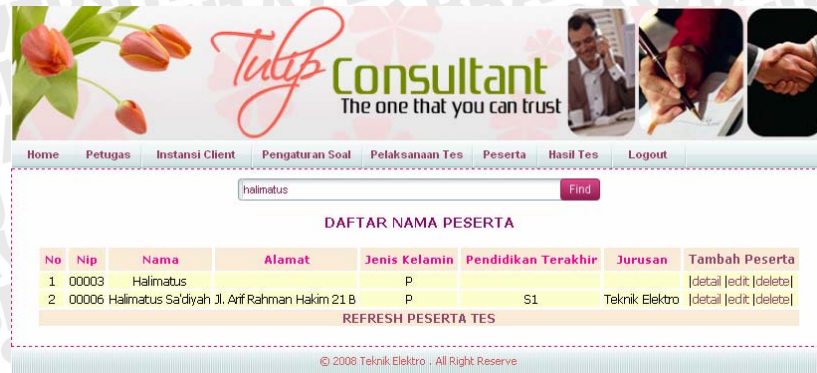 Tulip Consultant
The one that you can trust
Home Petugas Instansi Client Pengaturan Soal Pelaksanaan Tes Peserta Hasil Tes Logout
halimatus Find
DAFTAR NAMA PESERTA
No Nip Nama Alamat Jenis Kelamin Pendidikan Terakhir Jurusan Tambah Peserta
1 00003 Halimatus P |detail |edit |delete|
2 00006 Halimatus Sa'diyah Jl. Arif Rahman Hakim 21 B P S1 Teknik Elektro |detail |edit |delete|
REFRESH PESERTA TES
© 2008 Teknik Elektro . All Right Reserve